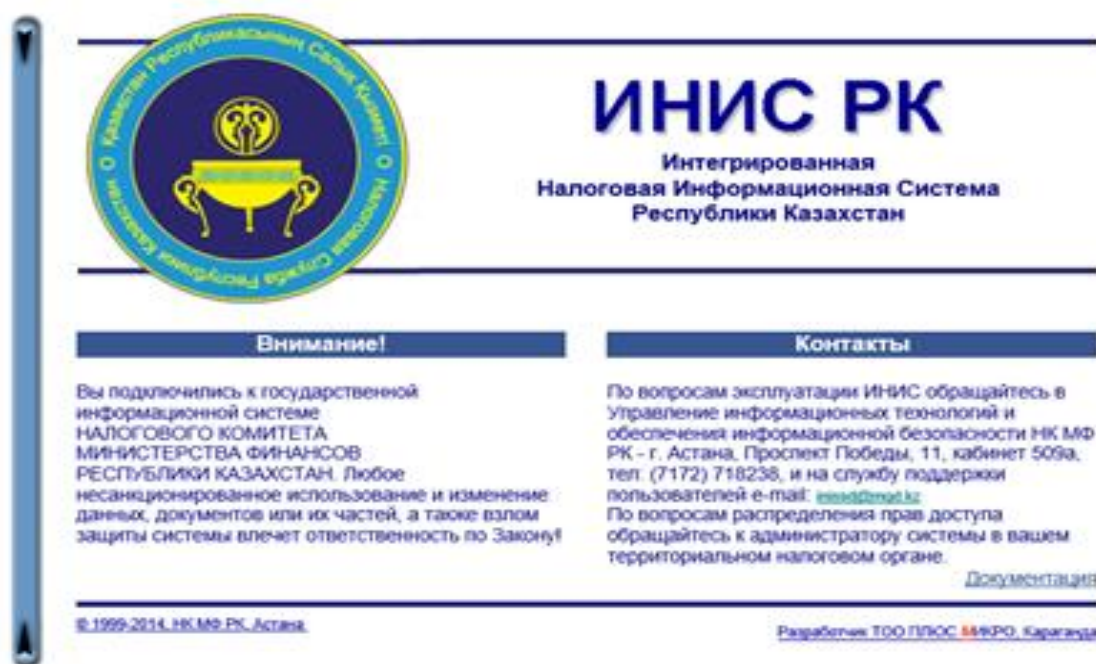 Қазақстан Республикасының Салық Қызметі
Налоговая Служба Республики Казахстан
ИНИС РК
Интегрированная
Налоговая Информационная Система
Республики Казахстан
Внимание!
Вы подключились к государственной
информационной системе
НАЛОГОВОГО КОМИТЕТА
МИНИСТЕРСТВА ФИНАНСОВ
РЕСПУБЛИКИ КАЗАХСТАН. Любое
несанкционированное использование и изменение
данных, документов или их частей, а также взлом
защиты системы влечет ответственность по Закону!
Контакты
По вопросам эксплуатации ИНИС обращайтесь в
Управление информационных технологий и
обеспечения информационной безопасности НК МФ
РК - г. Астана, Проспект Победы, 11, кабинет 509а,
тел: (7172) 718238, и на службу поддержки
пользователей e-mail:
По вопросам распределения прав доступа
обращайтесь к администратору системы в вашем
территориальном налоговом органе.
Документация
© 1999-2014, НК МФ РК, Астана
Разработчик ТОО ПЛЮС МИКРО, Караганда